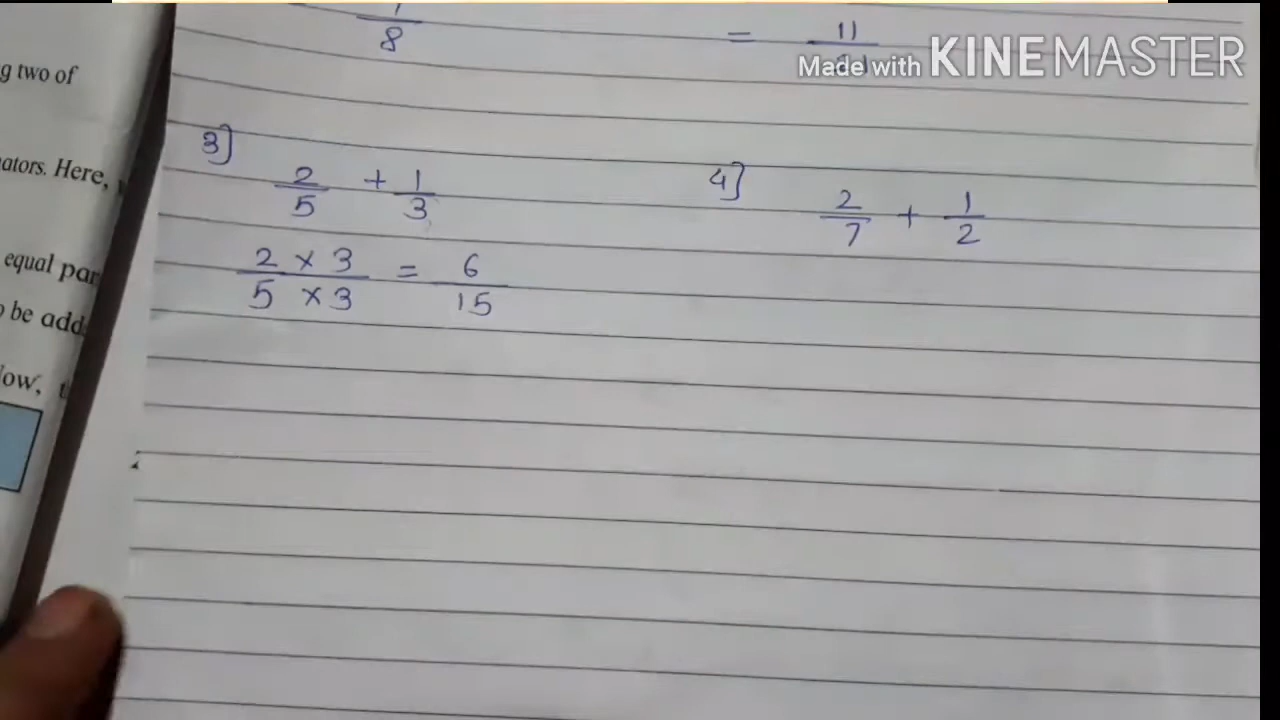 8
= 11
Made with KINEMASTER
g two of
ators. Here,
equal par
be add
ow,
3] 2/5 + 1/3
2 × 3 / 5 × 3 = 6/15
4] 2/7 + 1/2